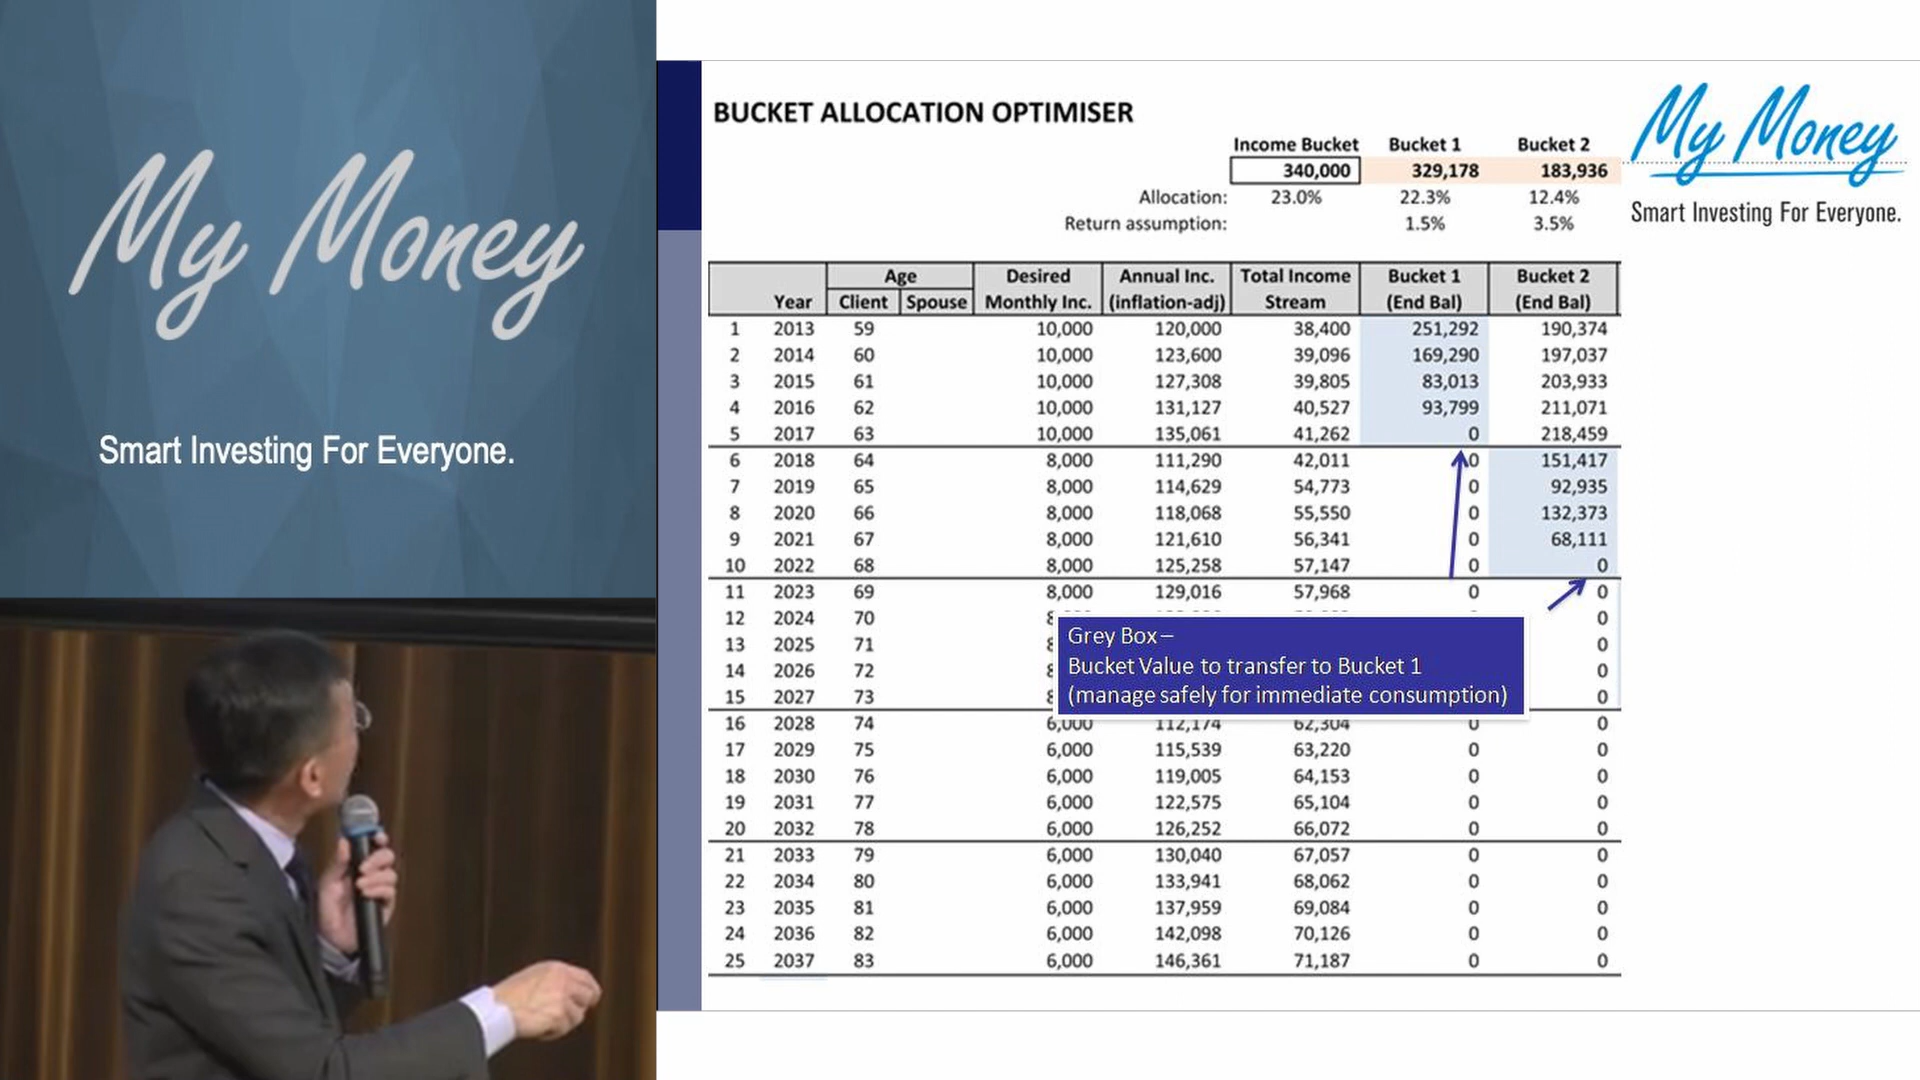 My Money
Smart Investing For Everyone.
BUCKET ALLOCATION OPTIMISER
My Money
Smart Investing For Everyone.
Income Bucket Bucket 1 Bucket 2
340,000 329,178 183,936
Allocation: 23.0% 22.3% 12.4%
Return assumption: 1.5% 3.5%
Age Desired Annual Inc. Total Income Bucket 1 Bucket 2
Year Client Spouse Monthly Inc. (inflation-adj) Stream (End Bal) (End Bal)
1 2013 59 10,000 120,000 38,400 251,292 190,374
2 2014 60 10,000 123,600 39,096 169,290 197,037
3 2015 61 10,000 127,308 39,805 83,013 203,933
4 2016 62 10,000 131,127 40,527 93,799 211,071
5 2017 63 10,000 135,061 41,262 0 218,459
6 2018 64 8,000 111,290 42,011 0 151,417
7 2019 65 8,000 114,629 54,773 0 92,935
8 2020 66 8,000 118,068 55,550 0 132,373
9 2021 67 8,000 121,610 56,341 0 68,111
10 2022 68 8,000 125,258 57,147 0 0
11 2023 69 8,000 129,016 57,968 0 0
12 2024 70 0
13 2025 71 0
14 2026 72 0
15 2027 73 0
Grey Box –
Bucket Value to transfer to Bucket 1
(manage safely for immediate consumption)
16 2028 74 6,000 112,174 62,304 0 0
17 2029 75 6,000 115,539 63,220 0 0
18 2030 76 6,000 119,005 64,153 0 0
19 2031 77 6,000 122,575 65,104 0 0
20 2032 78 6,000 126,252 66,072 0 0
21 2033 79 6,000 130,040 67,057 0 0
22 2034 80 6,000 133,941 68,062 0 0
23 2035 81 6,000 137,959 69,084 0 0
24 2036 82 6,000 142,098 70,126 0 0
25 2037 83 6,000 146,361 71,187 0 0